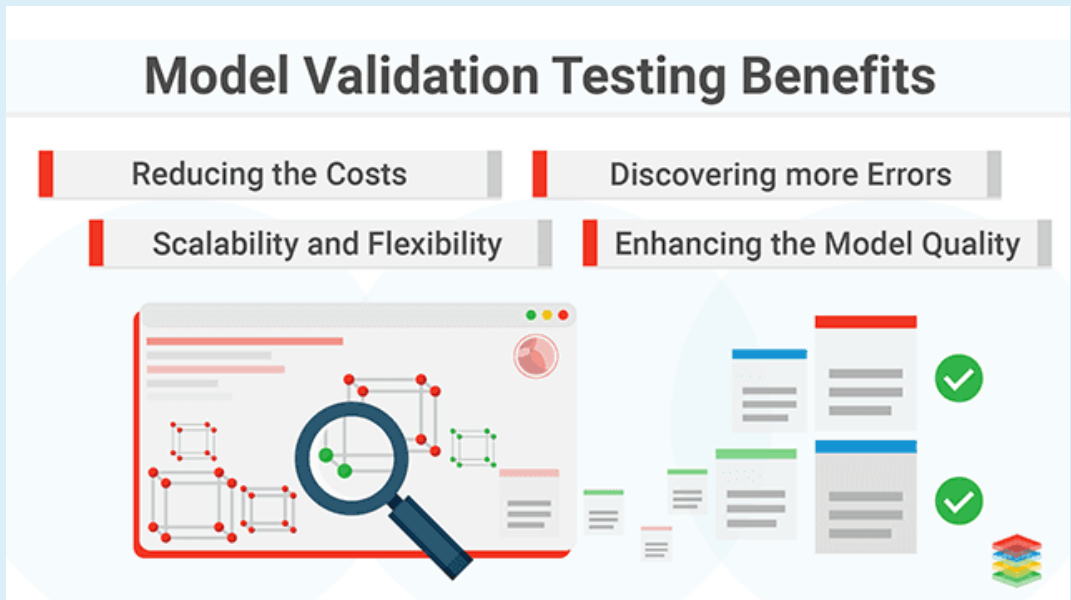 Model Validation Testing Benefits
Reducing the Costs
Discovering more Errors
Scalability and Flexibility
Enhancing the Model Quality